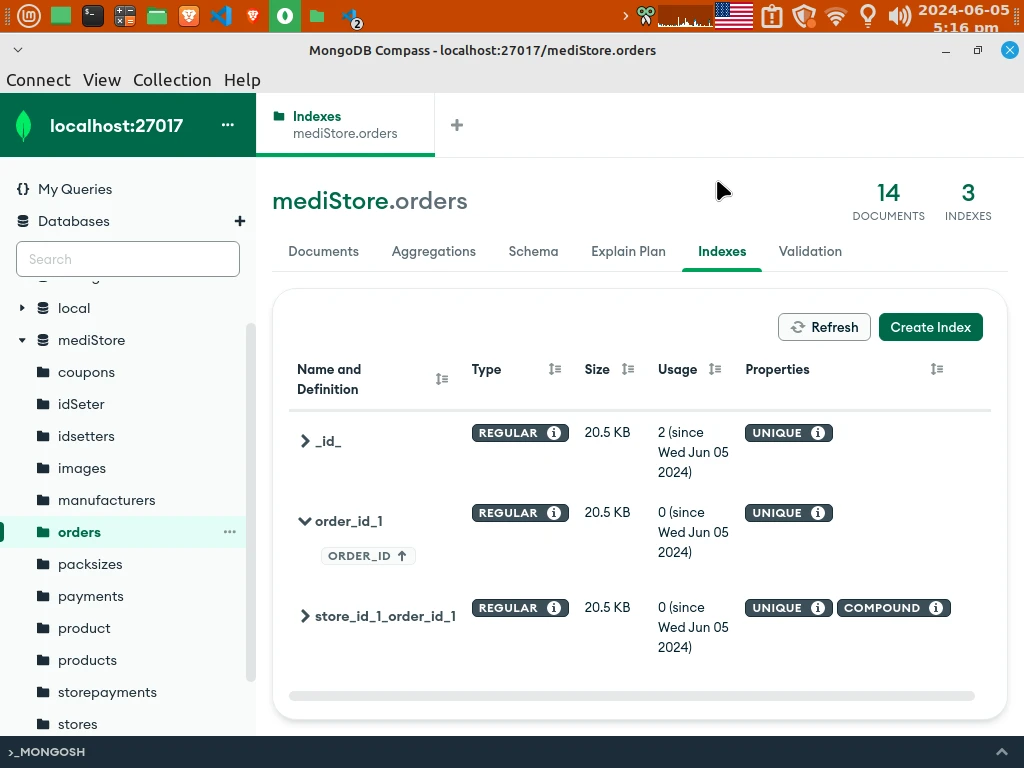 2
2024-06-05
5:16 pm
MongoDB Compass - localhost:27017/mediStore.orders
Connect View Collection Help
localhost:27017
Indexes
mediStore.orders
My Queries
Databases
Search
local
mediStore
coupons
idSeter
idsetters
images
manufacturers
orders
packsizes
payments
product
products
storepayments
stores
mediStore.orders
14
DOCUMENTS
3
INDEXES
Documents Aggregations Schema Explain Plan Indexes Validation
Refresh Create Index
Name and Definition Type Size Usage Properties
_id_ REGULAR 20.5 KB 2 (since
Wed Jun 05
2024) UNIQUE
order_id_1 REGULAR 20.5 KB 0 (since
Wed Jun 05
2024) UNIQUE
ORDER_ID
store_id_1_order_id_1 REGULAR 20.5 KB 0 (since
Wed Jun 05
2024) UNIQUE COMPOUND
>_MONGOSH